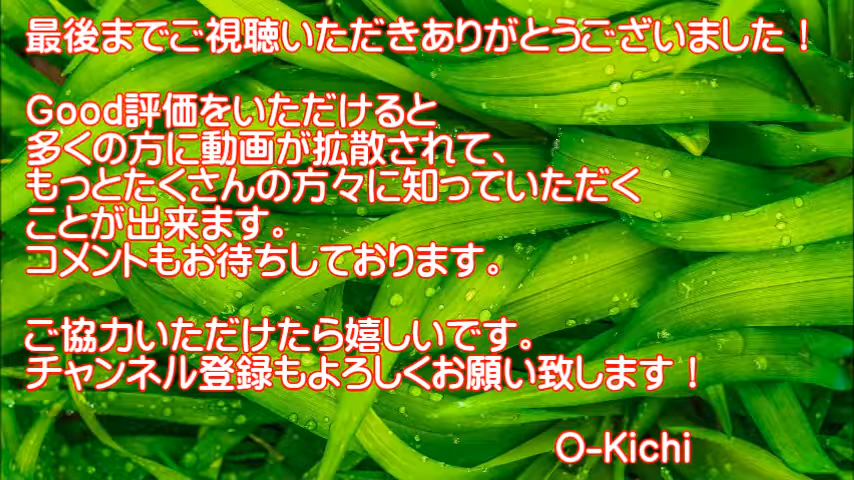 最後までご視聴いただきありがとうございました！
Good評価をいただけると
多くの方に動画が拡散されて、
もっとたくさんの方々に知っていただく
ことが出来ます。
コメントもお待ちしております。
ご協力いただけたら嬉しいです。
チャンネル登録もよろしくお願い致します！
O-Kichi